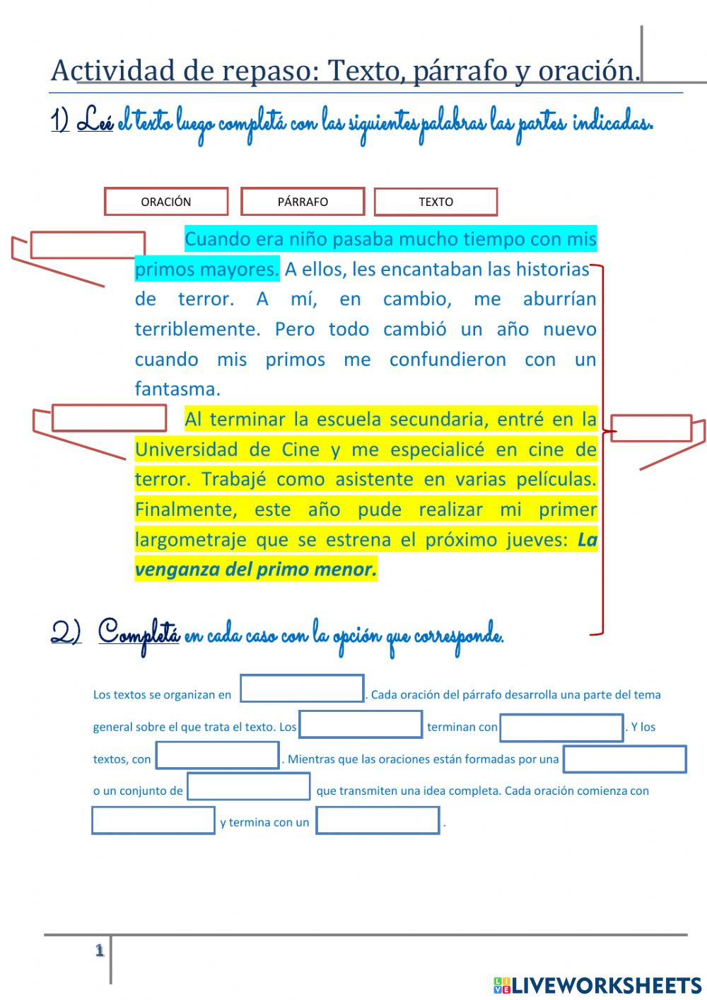 Actividad de repaso: Texto, párrafo y oración.
1) Leé el texto luego completá con las siguientes palabras las partes indicadas.
ORACIÓN PÁRRAFO TEXTO
Cuando era niño pasaba mucho tiempo con mis
primos mayores. A ellos, les encantaban las historias
de terror. A mí, en cambio, me aburrían
terriblemente. Pero todo cambió un año nuevo
cuando mis primos me confundieron con un
fantasma.
Al terminar la escuela secundaria, entré en la
Universidad de Cine y me especialicé en cine de
terror. Trabajé como asistente en varias películas.
Finalmente, este año pude realizar mi primer
largometraje que se estrena el próximo jueves: La
venganza del primo menor.
2) Completá en cada caso con la opción que corresponde.
Los textos se organizan en . Cada oración del párrafo desarrolla una parte del tema
general sobre el que trata el texto. Los terminan con . Y los
textos, con . Mientras que las oraciones están formadas por una
o un conjunto de que transmiten una idea completa. Cada oración comienza con
y termina con un .
1
LIVE LIVEWORKSHEETS